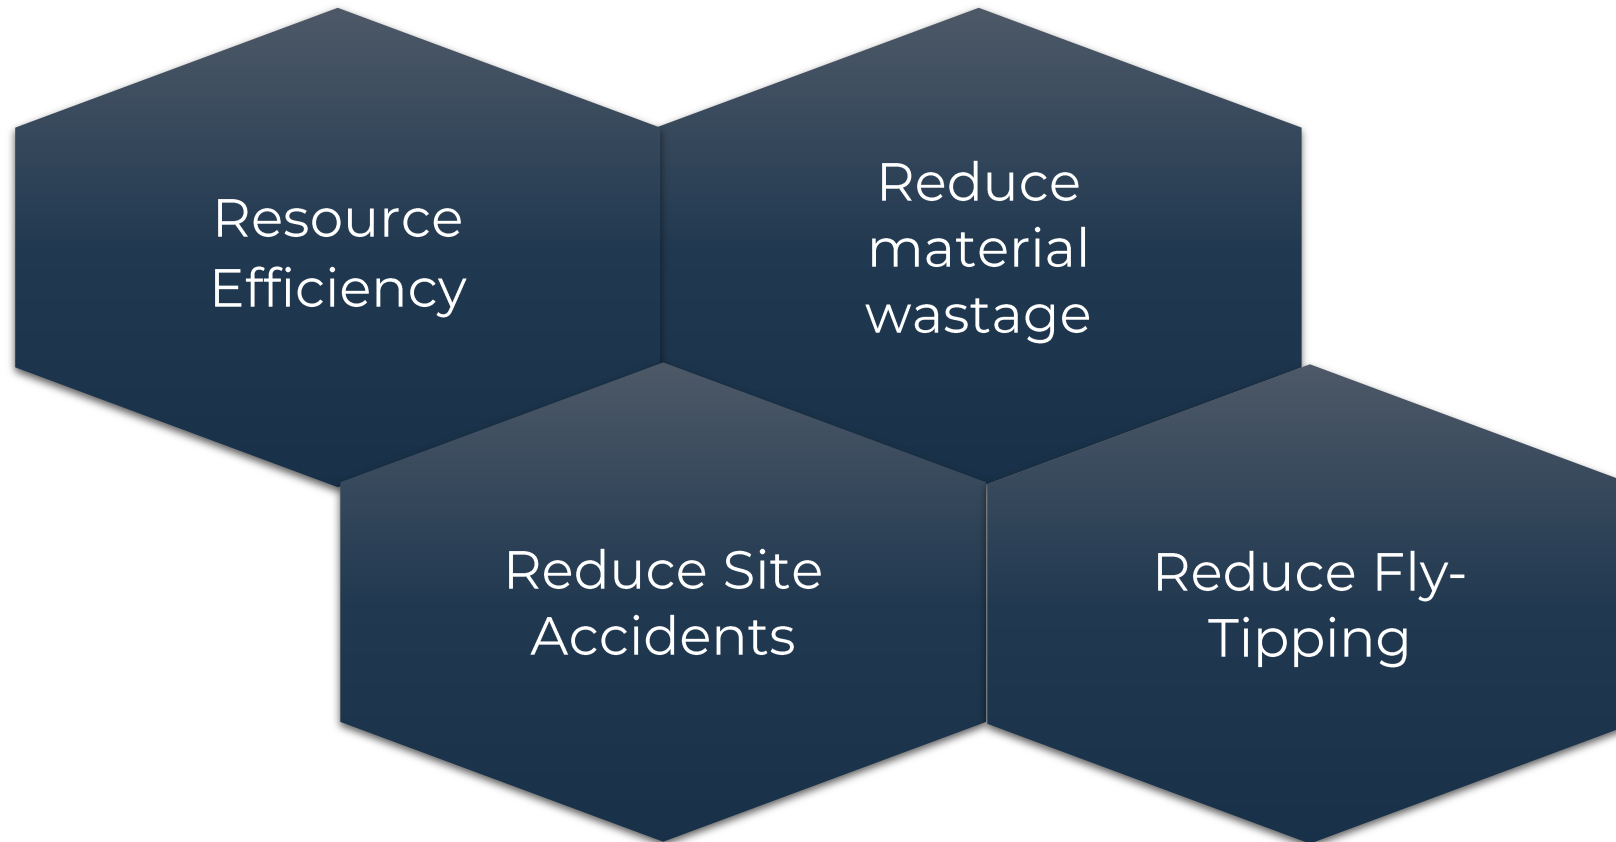 Resource
Efficiency
Reduce
material
wastage
Reduce Site
Accidents
Reduce Fly-
Tipping